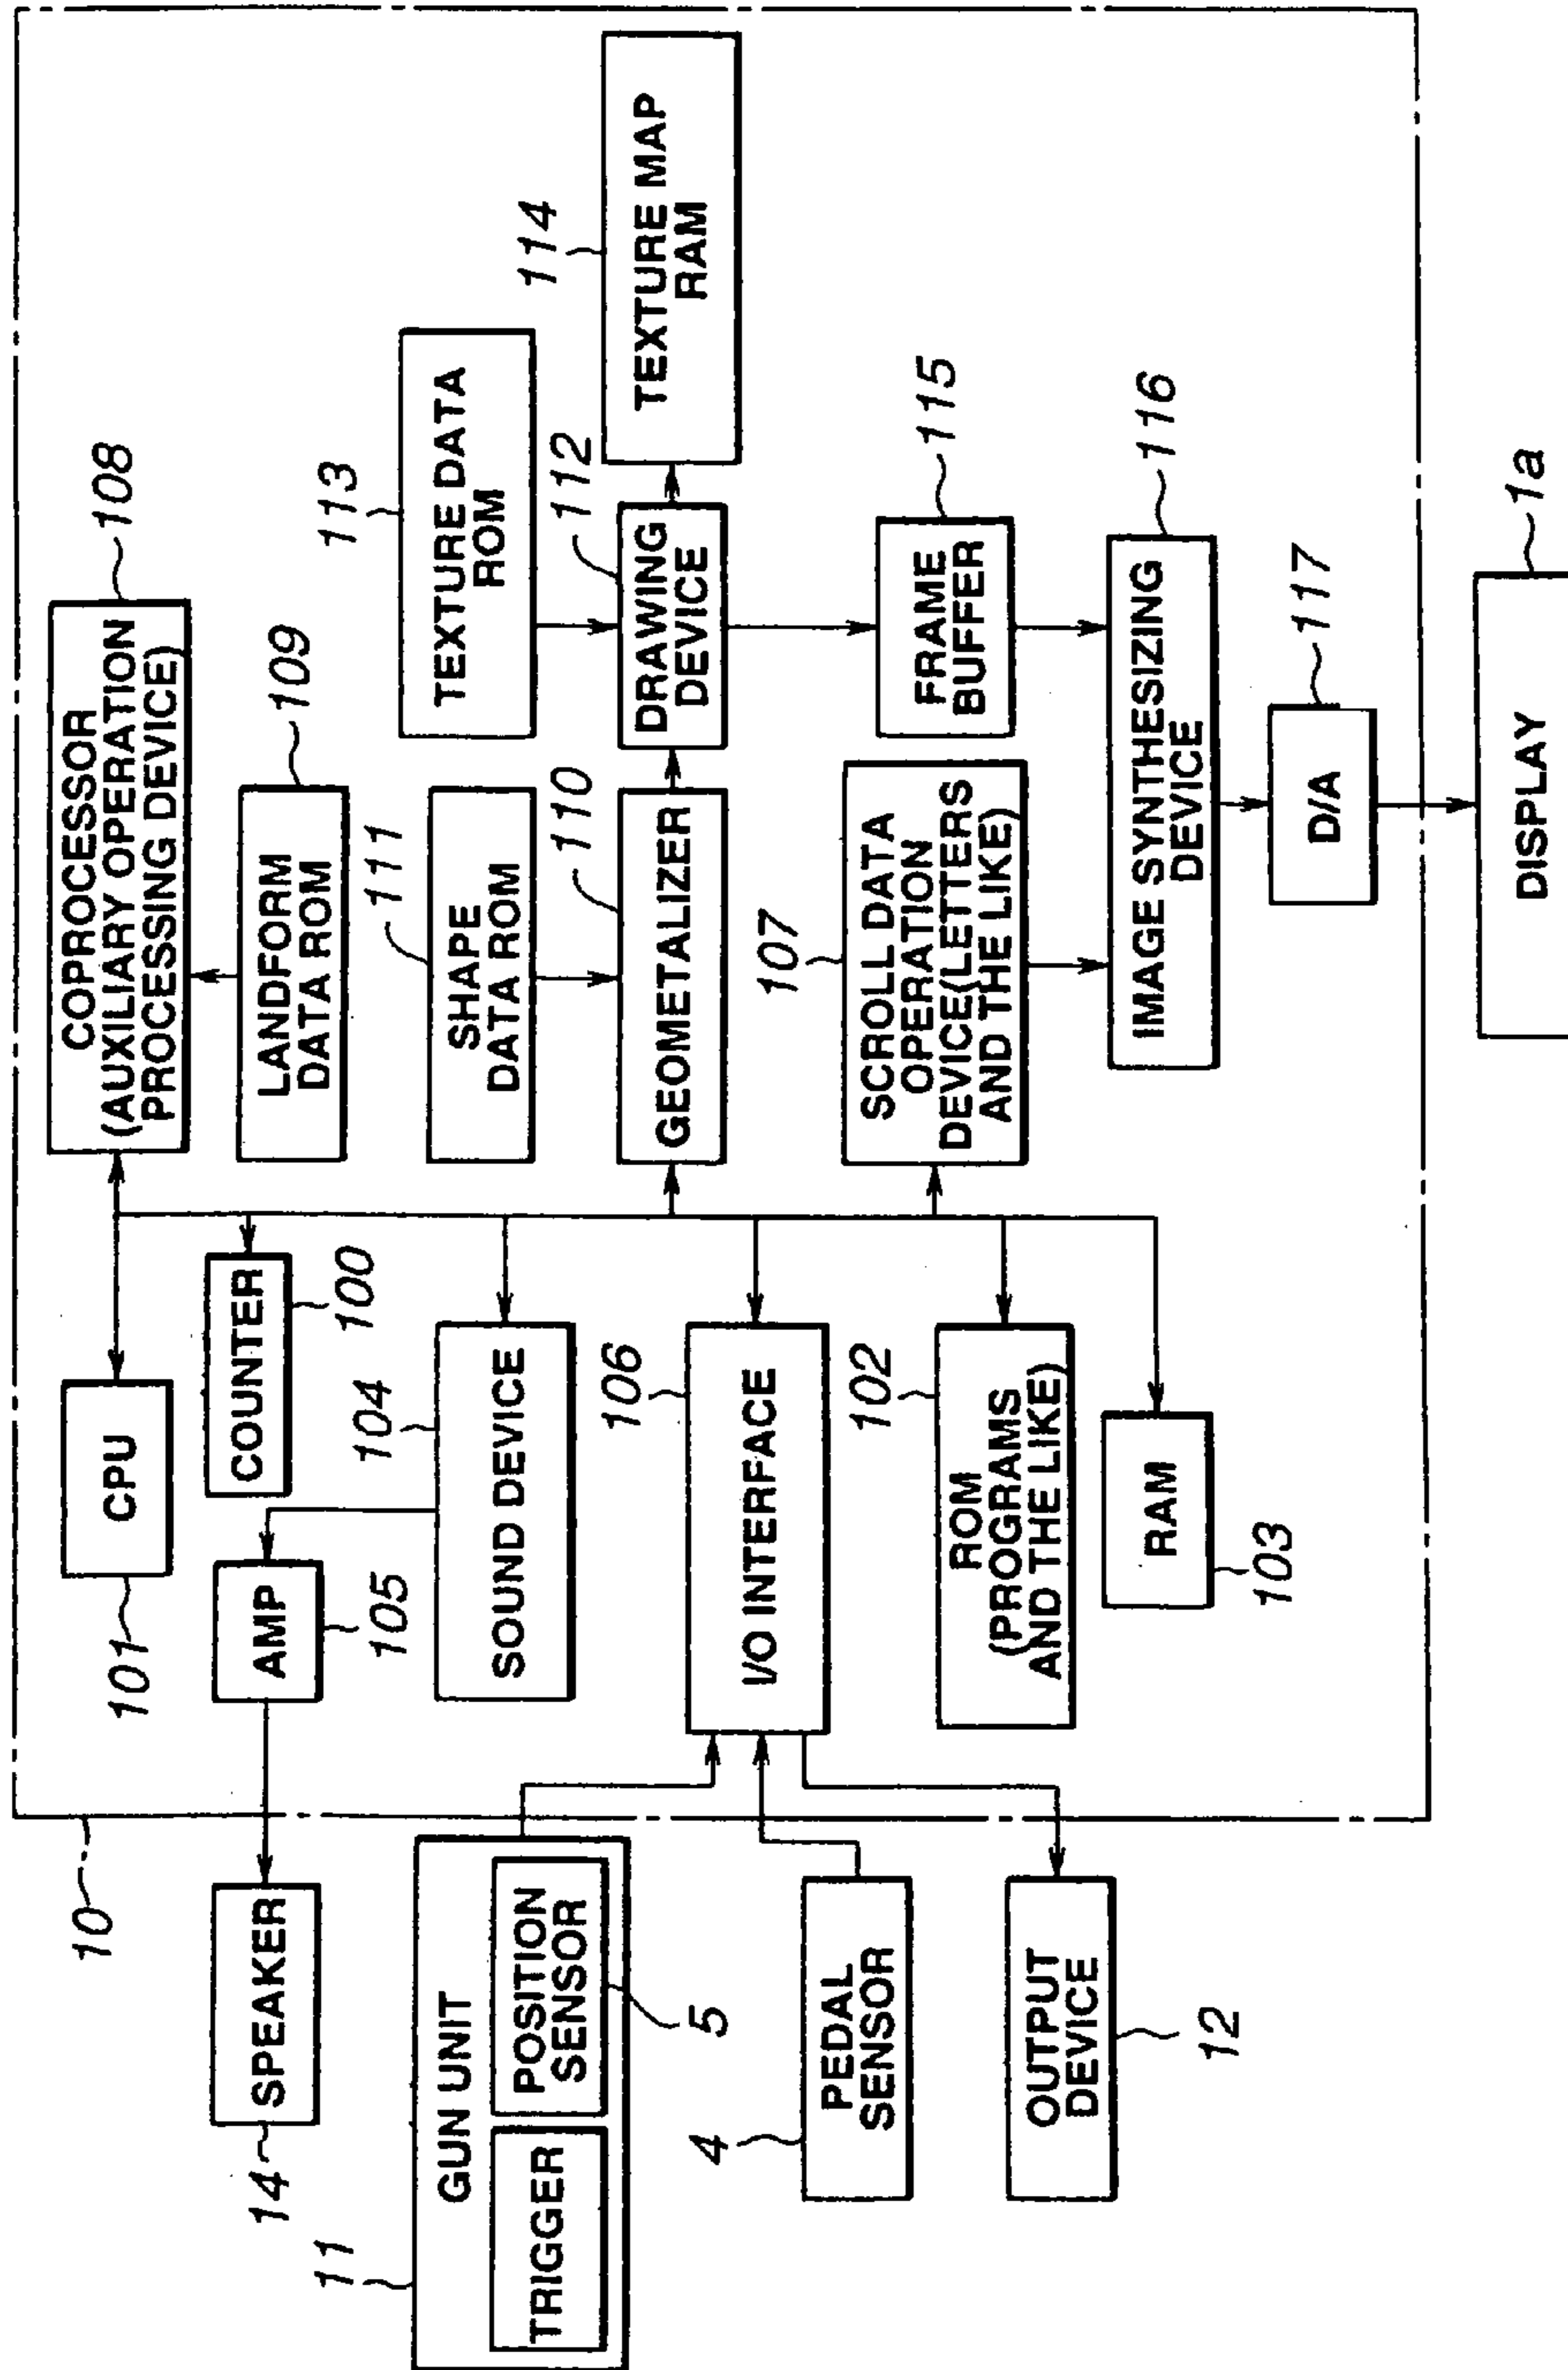 10
CPU
101
COUNTER
100
AMP
105
SPEAKER
14
SOUND DEVICE
104
11
GUN UNIT
TRIGGER
POSITION
SENSOR
5
I/O INTERFACE
106
4
PEDAL
SENSOR
OUTPUT
DEVICE
12
ROM
(PROGRAMS
AND THE LIKE)
102
RAM
103
COPROCESSOR
(AUXILIARY OPERATION
PROCESSING DEVICE)
108
LANDFORM
DATA ROM
109
SHAPE
DATA ROM
111
GEOMETALIZER
110
TEXTURE DATA
ROM
113
DRAWING
DEVICE
112
TEXTURE MAP
RAM
114
SCROLL DATA
OPERATION
DEVICE(LETTERS
AND THE LIKE)
107
FRAME
BUFFER
115
IMAGE SYNTHESIZING
DEVICE
116
D/A
117
DISPLAY
1a